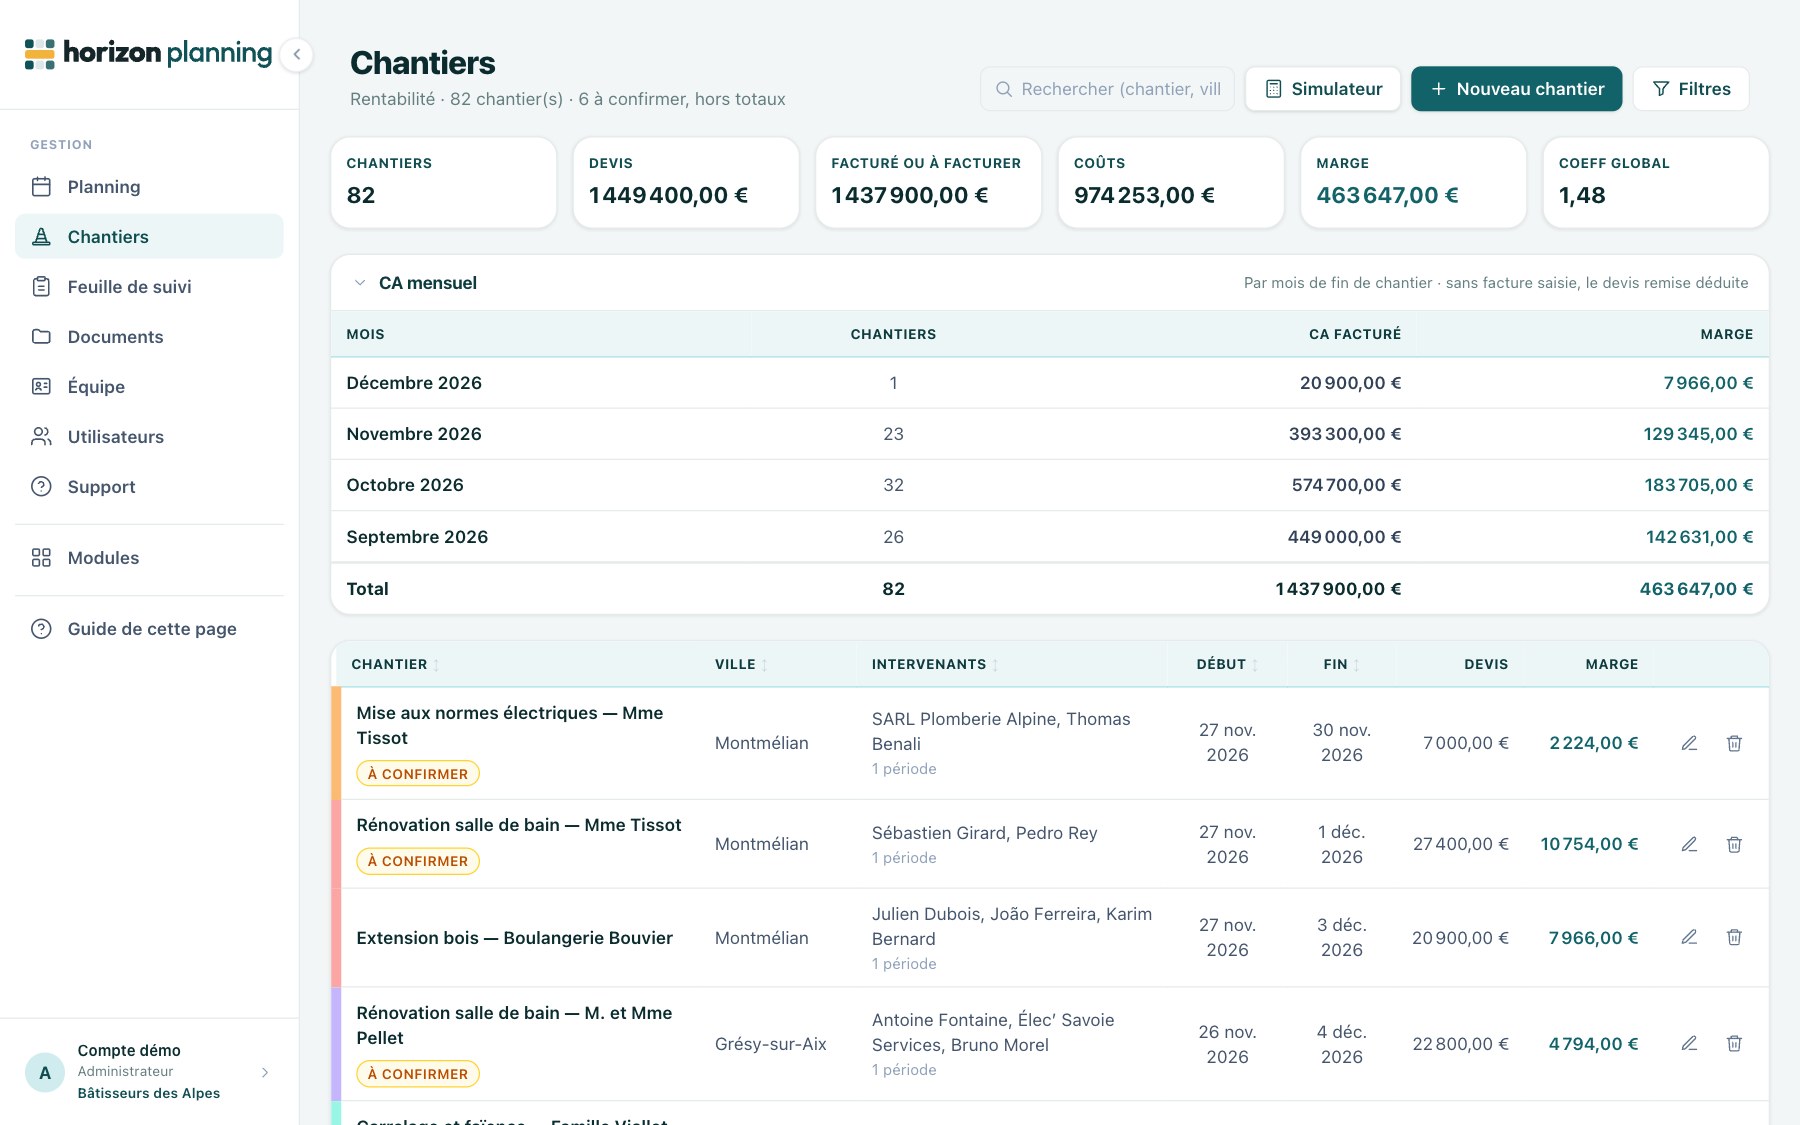 horizon planning
GESTION
Planning
Chantiers
Feuille de suivi
Documents
Équipe
Utilisateurs
Support
Modules
Guide de cette page
A
Compte démo
Administrateur
Bâtisseurs des Alpes
Chantiers
Rentabilité · 82 chantier(s) · 6 à confirmer, hors totaux
Rechercher (chantier, vill
Simulateur
Nouveau chantier
Filtres
CHANTIERS
82
DEVIS
1 449 400,00 €
FACTURÉ OU À FACTURER
1 437 900,00 €
COÛTS
974 253,00 €
MARGE
463 647,00 €
COEFF GLOBAL
1,48
CA mensuel
Par mois de fin de chantier · sans facture saisie, le devis remise déduite
MOIS CHANTIERS CA FACTURÉ MARGE
Décembre 2026 1 20 900,00 € 7 966,00 €
Novembre 2026 23 393 300,00 € 129 345,00 €
Octobre 2026 32 574 700,00 € 183 705,00 €
Septembre 2026 26 449 000,00 € 142 631,00 €
Total 82 1 437 900,00 € 463 647,00 €
CHANTIER VILLE INTERVENANTS DÉBUT FIN DEVIS MARGE
Mise aux normes électriques — Mme
Tissot
À CONFIRMER
Montmélian
SARL Plomberie Alpine, Thomas
Benali
1 période
27 nov.
2026
30 nov.
2026
7 000,00 €
2 224,00 €
Rénovation salle de bain — Mme Tissot
À CONFIRMER
Montmélian
Sébastien Girard, Pedro Rey
1 période
27 nov.
2026
1 déc.
2026
27 400,00 €
10 754,00 €
Extension bois — Boulangerie Bouvier
Montmélian
Julien Dubois, João Ferreira, Karim
Bernard
1 période
27 nov.
2026
3 déc.
2026
20 900,00 €
7 966,00 €
Rénovation salle de bain — M. et Mme
Pellet
À CONFIRMER
Grésy-sur-Aix
Antoine Fontaine, Élec’ Savoie
Services, Bruno Morel
1 période
26 nov.
2026
4 déc.
2026
22 800,00 €
4 794,00 €